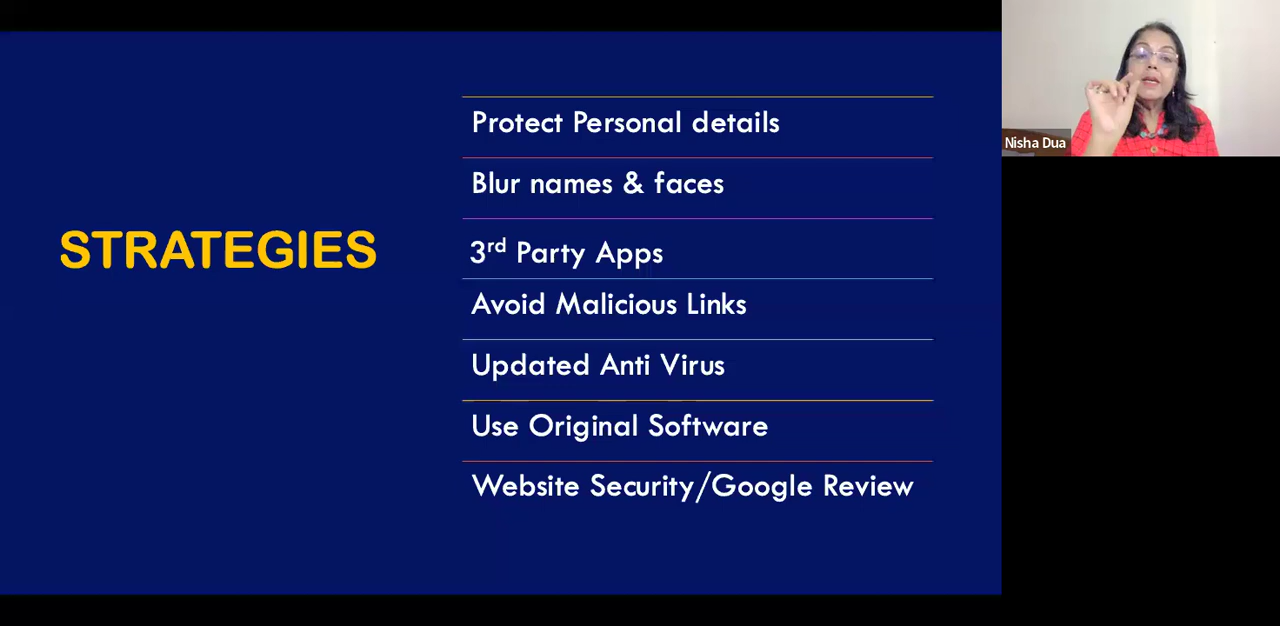 STRATEGIES
Protect Personal details
Blur names & faces
3rd Party Apps
Avoid Malicious Links
Updated Anti Virus
Use Original Software
Website Security/Google Review
Nisha Dua